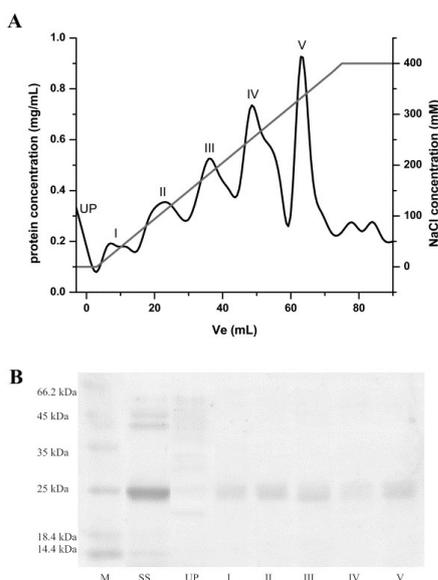 A
protein concentration (mg/mL)
1.0
0.8
0.6
0.4
0.2
0.0
UP
I
II
III
IV
V
400
300
200
100
0
NaCl concentration (mM)
0 20 40 60 80
Ve (mL)
B
66.2 kDa
45 kDa
35 kDa
25 kDa
18.4 kDa
14.4 kDa
M SS UP I II III IV V